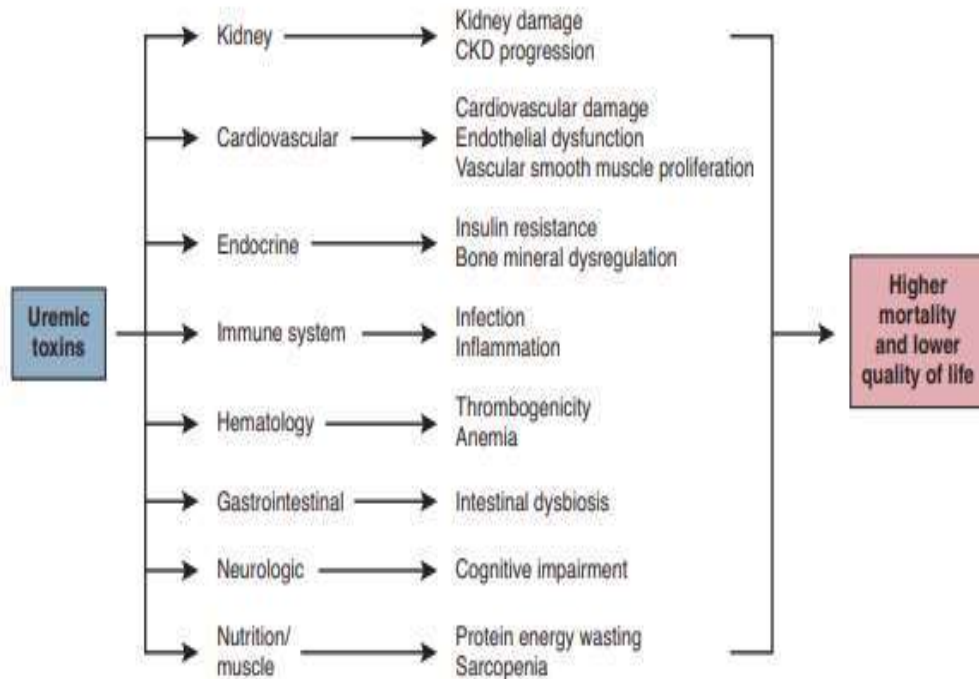 Uremic
toxins
Kidney
Kidney damage
CKD progression
Cardiovascular
Cardiovascular damage
Endothelial dysfunction
Vascular smooth muscle proliferation
Endocrine
Insulin resistance
Bone mineral dysregulation
Immune system
Infection
Inflammation
Hematology
Thrombogenicity
Anemia
Gastrointestinal
Intestinal dysbiosis
Neurologic
Cognitive impairment
Nutrition/
muscle
Protein energy wasting
Sarcopenia
Higher
mortality
and lower
quality of life